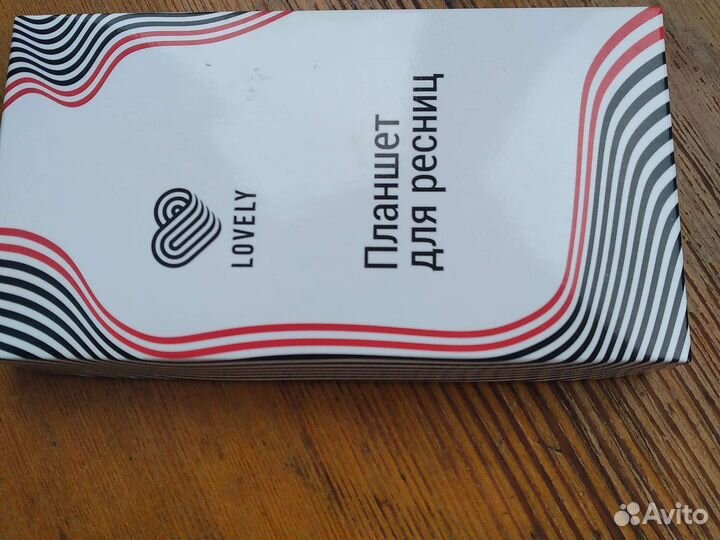 LOVELY
Планшет
для ресниц
Avito